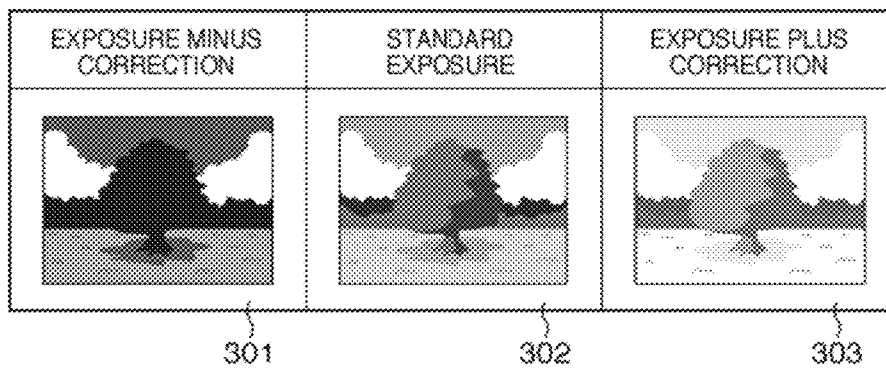 EXPOSURE MINUS
CORRECTION
STANDARD
EXPOSURE
EXPOSURE PLUS
CORRECTION
301
302
303